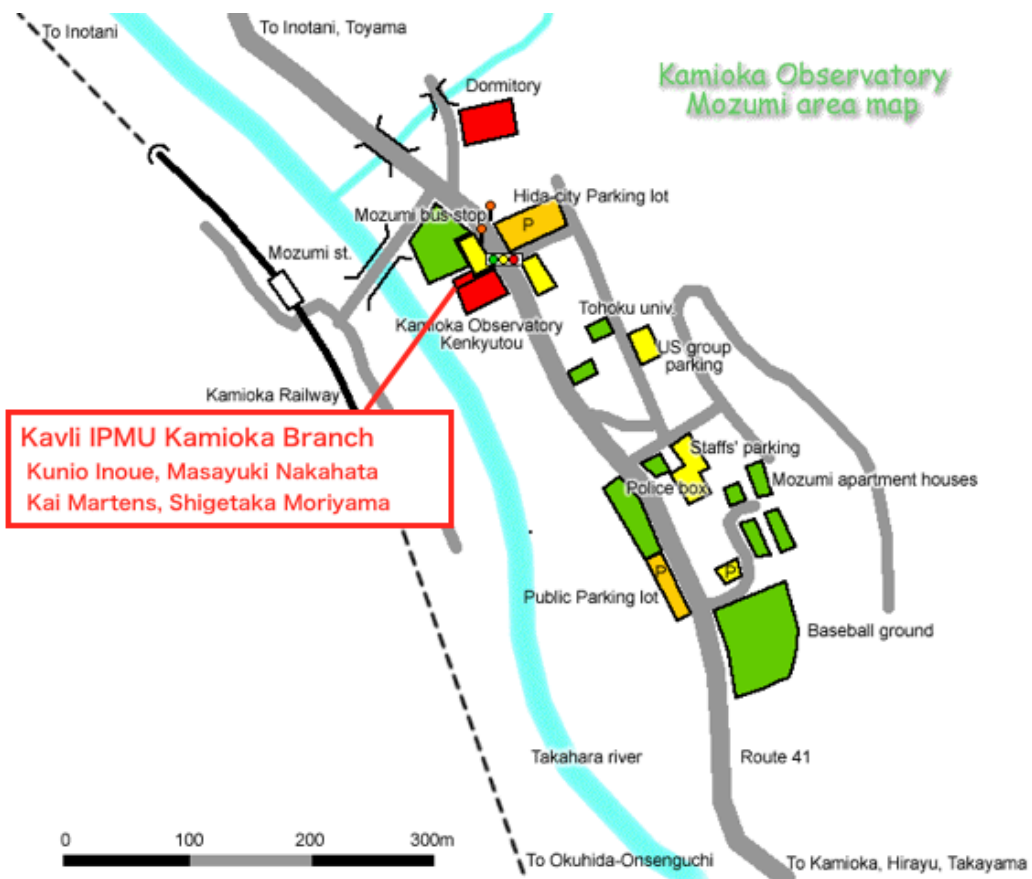 To Inotani
To Inotani, Toyama
Kamioka Observatory
Mozumi area map
Dormitory
Hida-city Parking lot
P
Mozumi bus stop
Mozumi st.
Tohoku univ.
Kamioka Observatory
Kenkyutou
US group
parking
Kamioka Railway
Kavli IPMU Kamioka Branch
Kunio Inoue, Masayuki Nakahata
Kai Martens, Shigetaka Moriyama
Staffs' parking
Mozumi apartment houses
Police box
P
P
Public Parking lot
Baseball ground
Takahara river
Route 41
0 100 200 300m
To Okuhida-Onsenguchi
To Kamioka, Hirayu, Takayama